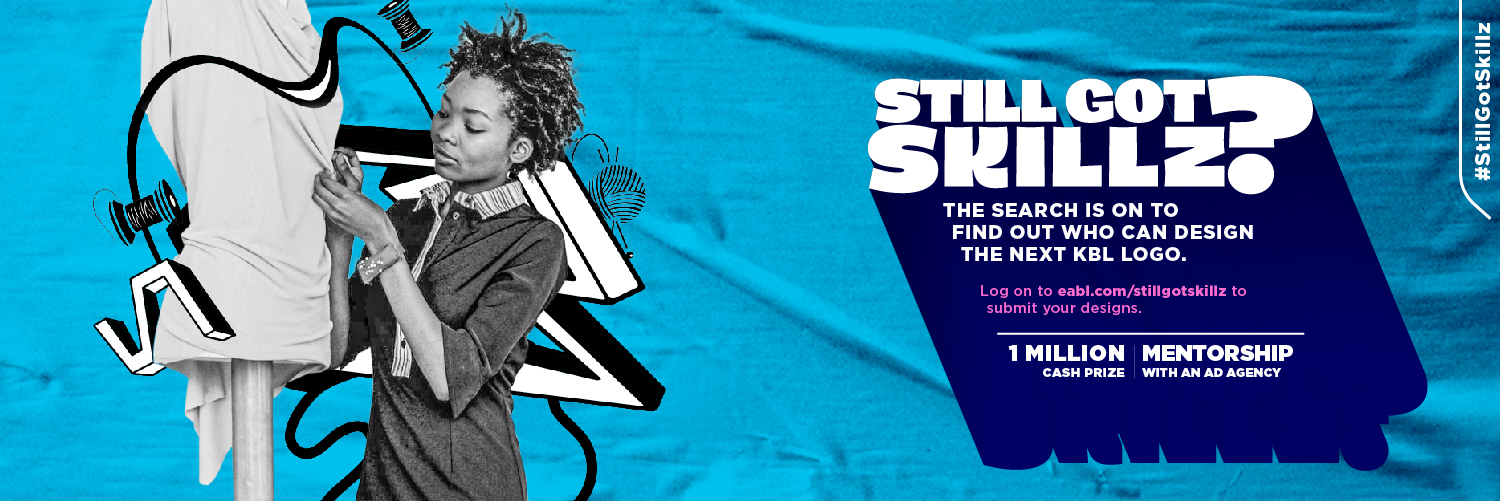 STILL GOT
SKILLZ?
THE SEARCH IS ON TO
FIND OUT WHO CAN DESIGN
THE NEXT KBL LOGO.
Log on to eabl.com/stillgotskillz to
submit your designs.
1 MILLION
CASH PRIZE
MENTORSHIP
WITH AN AD AGENCY
#StillGotSkillz